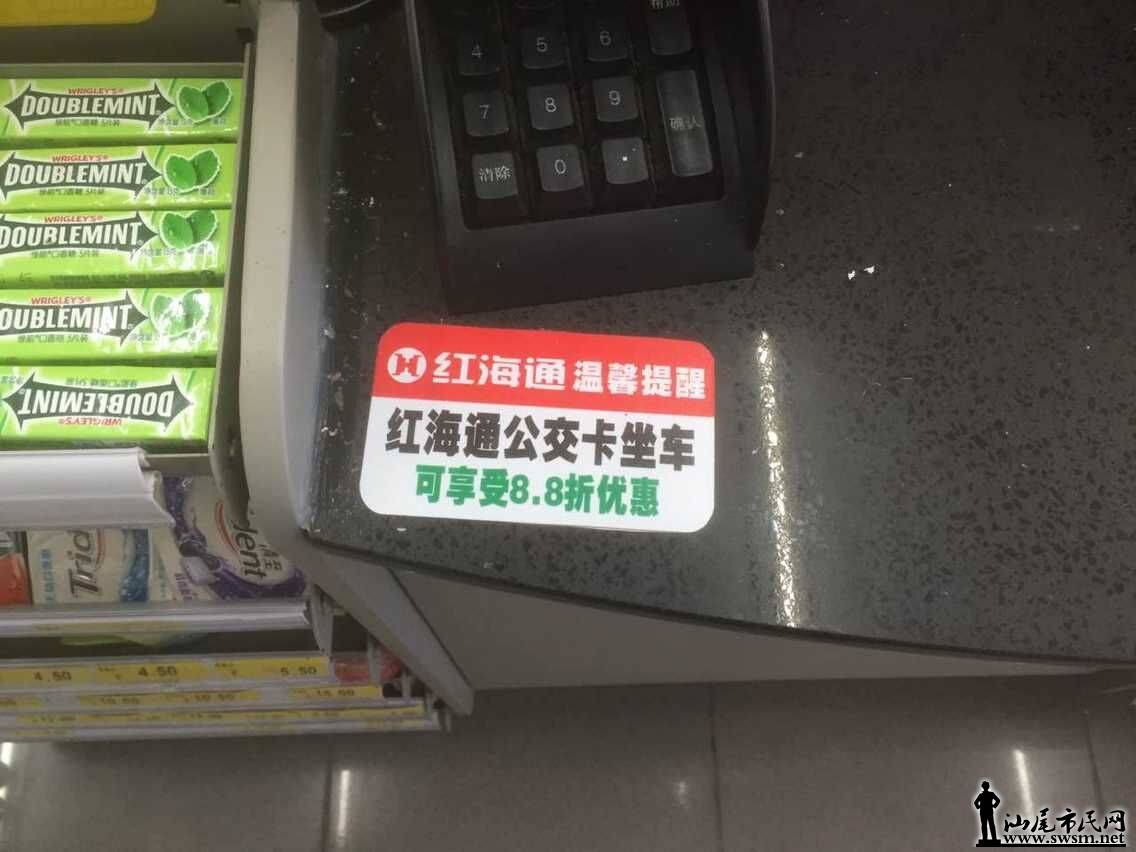 帮助
4 5 6
7 8 9 确认
清除 0 .
WRIGLEY'S®
DOUBLEMINT
WRIGLEY'S®
DOUBLEMINT
WRIGLEY'S®
DOUBLEMINT
WRIGLEY'S®
DOUBLEMINT
WRIGLEY'S®
DOUBLEMINT
红海通 温馨提醒
红海通公交卡坐车
可享受8.8折优惠
4.50 4.50 5.50
汕尾市民网
www.swsm.net